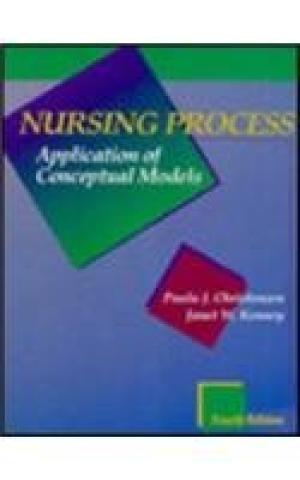 NURSING PROCESS
Application of
Conceptual Models
Paula J. Christensen
Janet W. Kenney
Fourth Edition